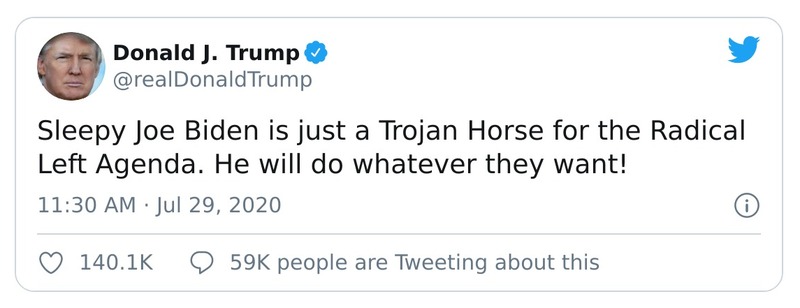 Donald J. Trump
@realDonaldTrump
Sleepy Joe Biden is just a Trojan Horse for the Radical
Left Agenda. He will do whatever they want!
11:30 AM · Jul 29, 2020
140.1K 59K people are Tweeting about this